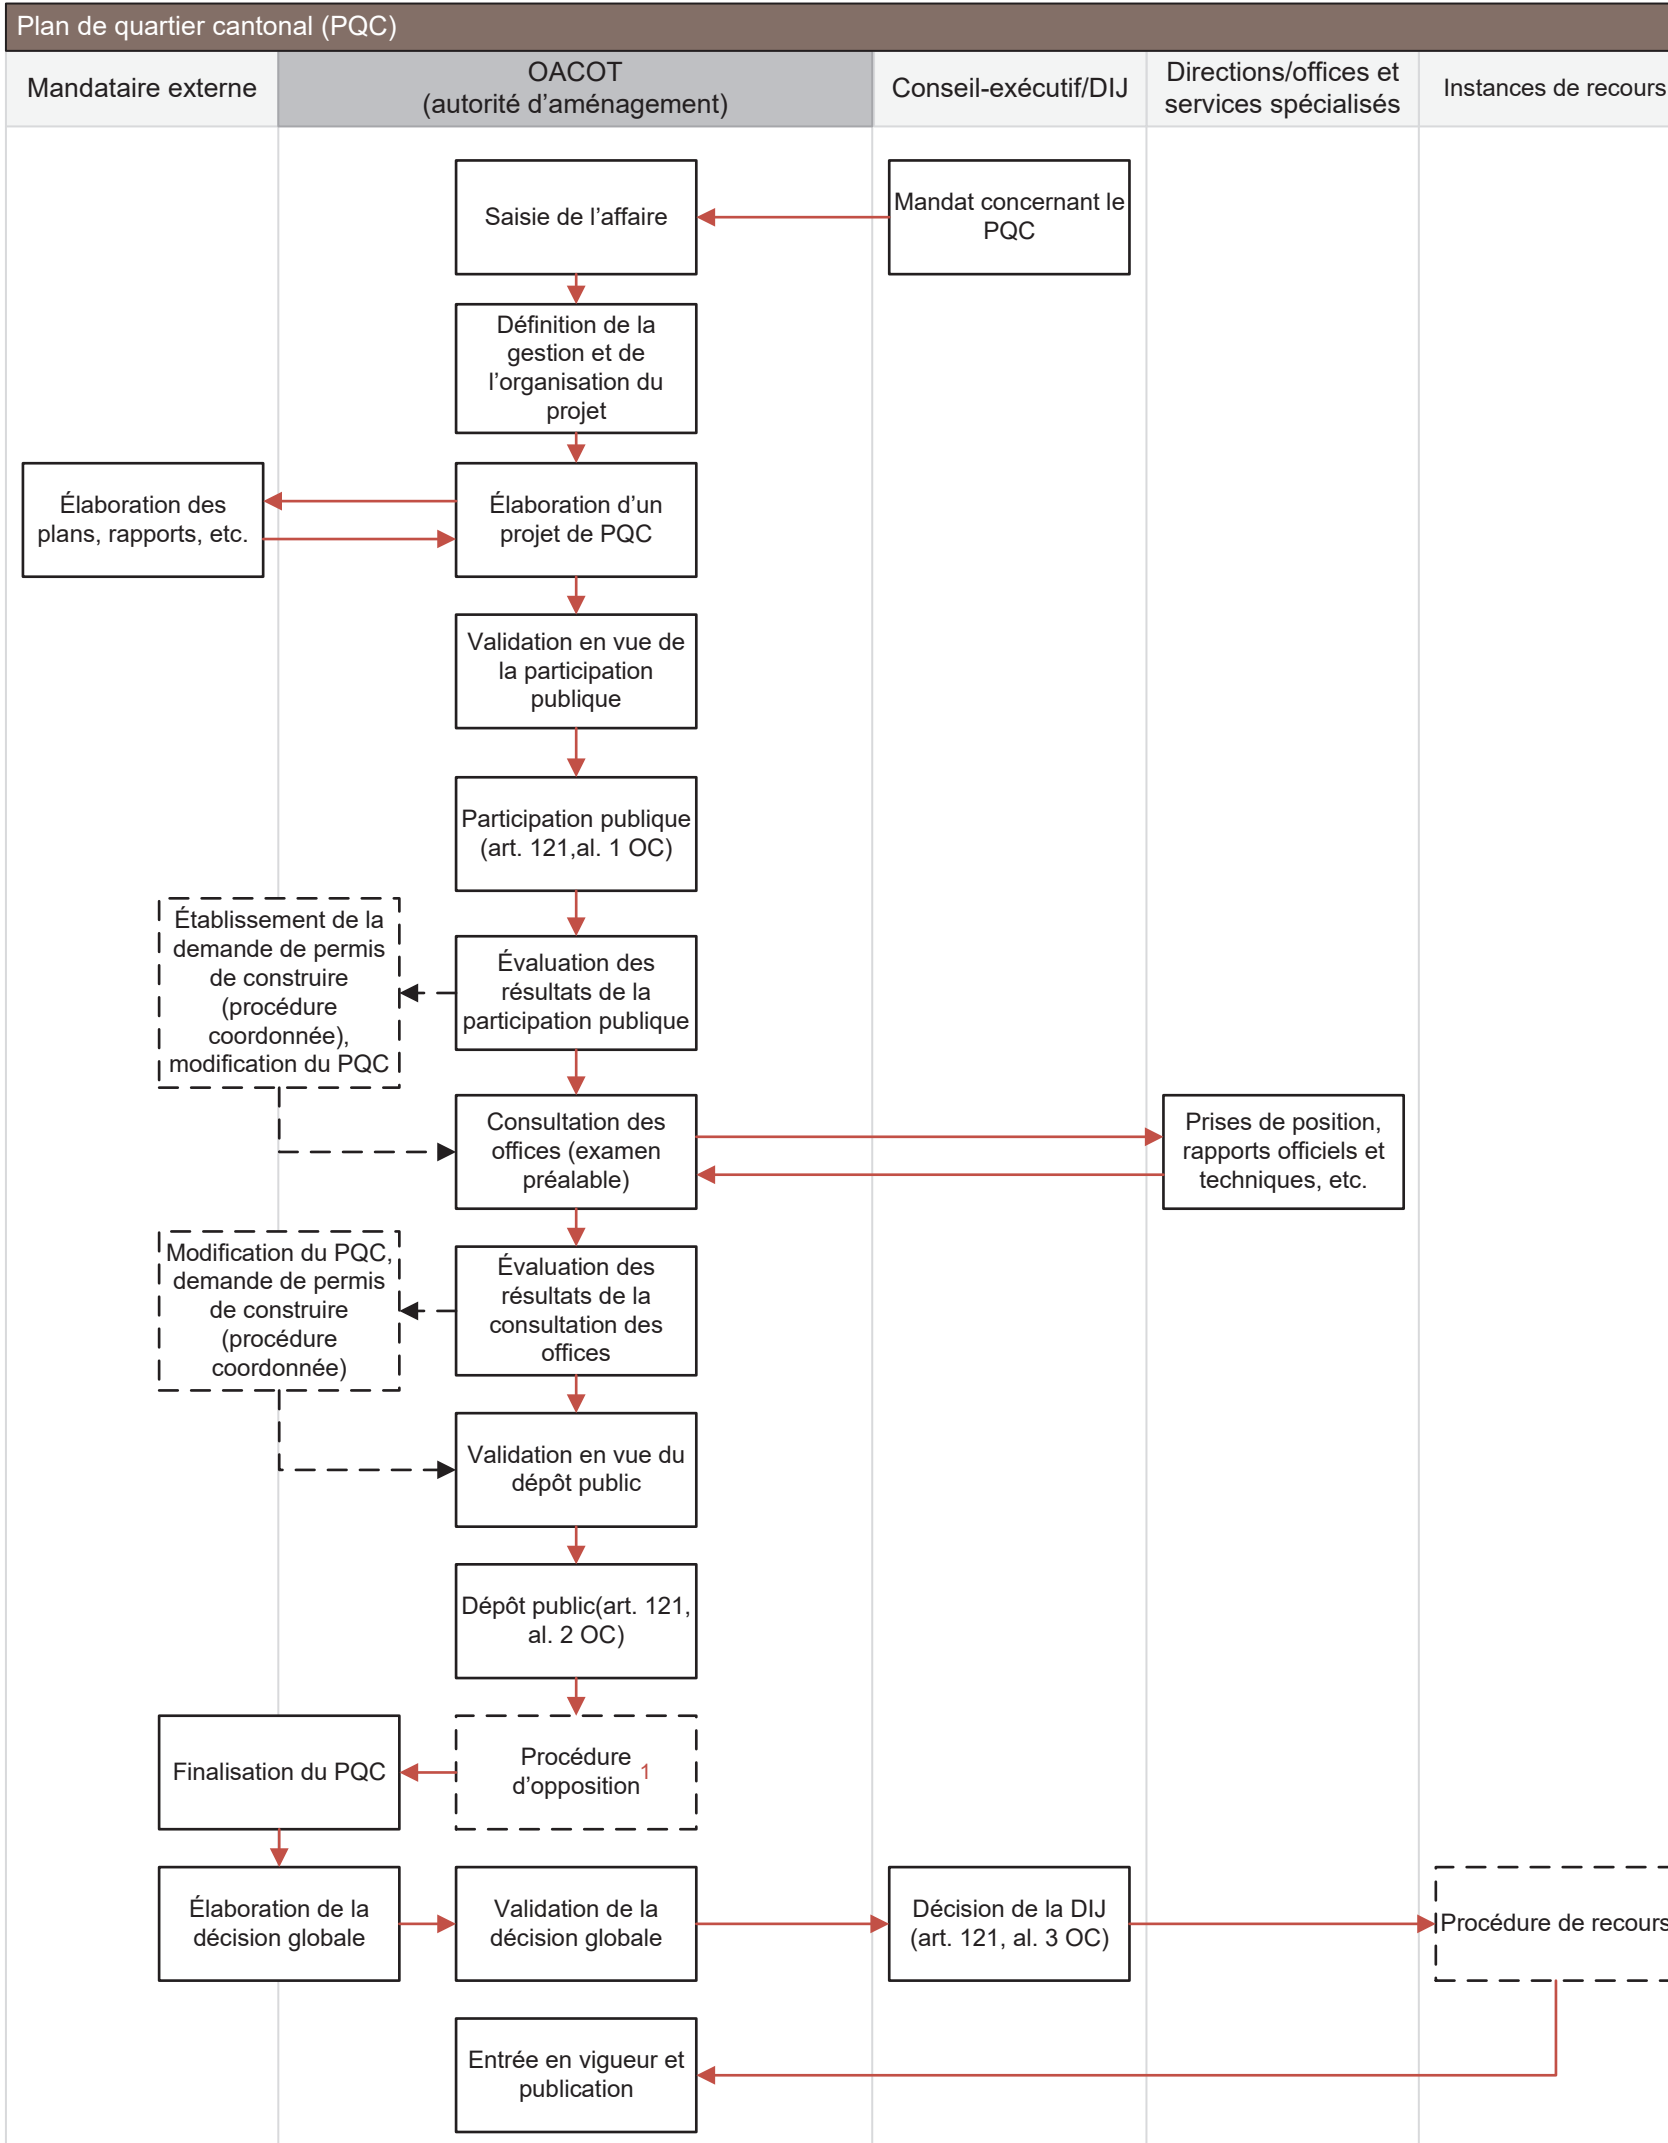 Plan de quartier cantonal (PQC)
Mandataire externe
OACOT
(autorité d’aménagement)
Conseil-exécutif/DIJ
Directions/offices et
services spécialisés
Instances de recours
Saisie de l’affaire
Mandat concernant le
PQC
Définition de la
gestion et de
l’organisation du
projet
Élaboration des
plans, rapports, etc.
Élaboration d’un
projet de PQC
Validation en vue de
la participation
publique
Participation publique
(art. 121,al. 1 OC)
Établissement de la
demande de permis
de construire
(procédure
coordonnée),
modification du PQC
Évaluation des
résultats de la
participation publique
Consultation des
offices (examen
préalable)
Prises de position,
rapports officiels et
techniques, etc.
Modification du PQC,
demande de permis
de construire
(procédure
coordonnée)
Évaluation des
résultats de la
consultation des
offices
Validation en vue du
dépôt public
Dépôt public(art. 121,
al. 2 OC)
Finalisation du PQC
Procédure
d’opposition 1
Élaboration de la
décision globale
Validation de la
décision globale
Décision de la DIJ
(art. 121, al. 3 OC)
Procédure de recours
Entrée en vigueur et
publication